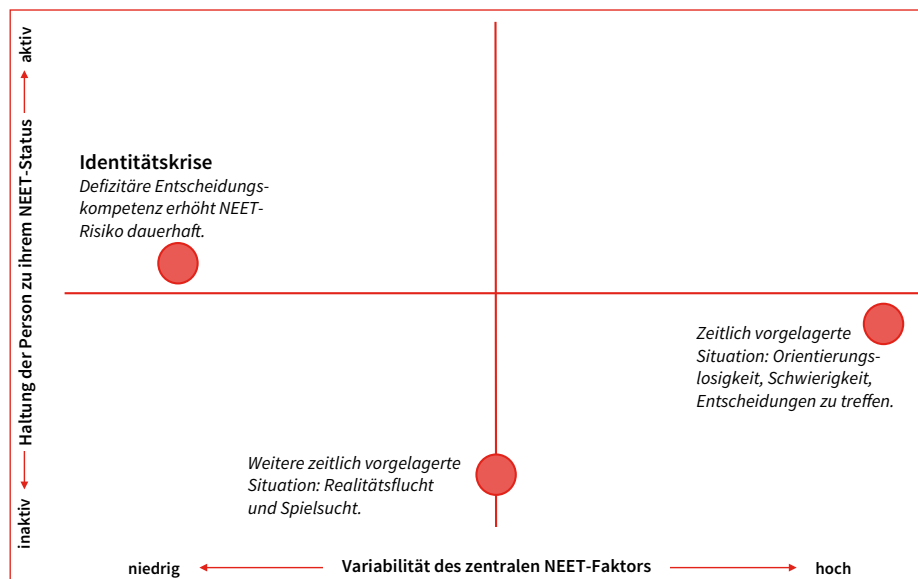 aktiv
Haltung der Person zu ihrem NEET-Status
inaktiv
Identitätskrise
Defizitäre Entscheidungs-
kompetenz erhöht NEET-
Risiko dauerhaft.
Zeitlich vorgelagerte
Situation: Orientierungs-
losigkeit, Schwierigkeit,
Entscheidungen zu treffen.
Weitere zeitlich vorgelagerte
Situation: Realitätsflucht
und Spielsucht.
niedrig
Variabilität des zentralen NEET-Faktors
hoch